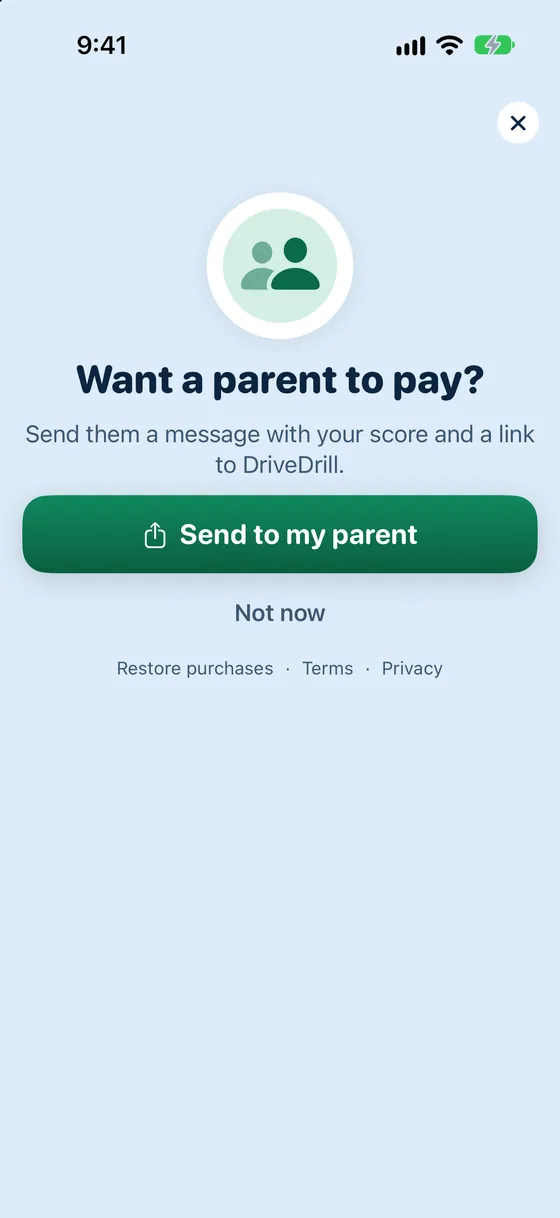 9:41
Want a parent to pay?
Send them a message with your score and a link
to DriveDrill.
Send to my parent
Not now
Restore purchases · Terms · Privacy